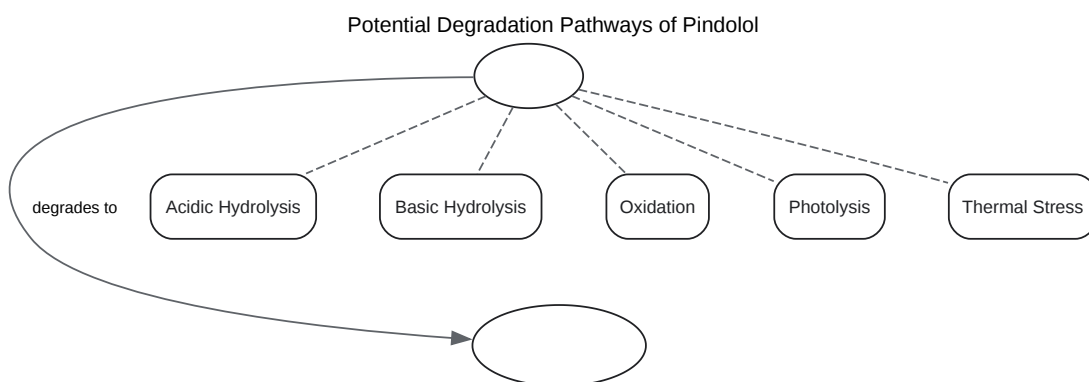 Potential Degradation Pathways of Pindolol
degrades to
Acidic Hydrolysis
Basic Hydrolysis
Oxidation
Photolysis
Thermal Stress